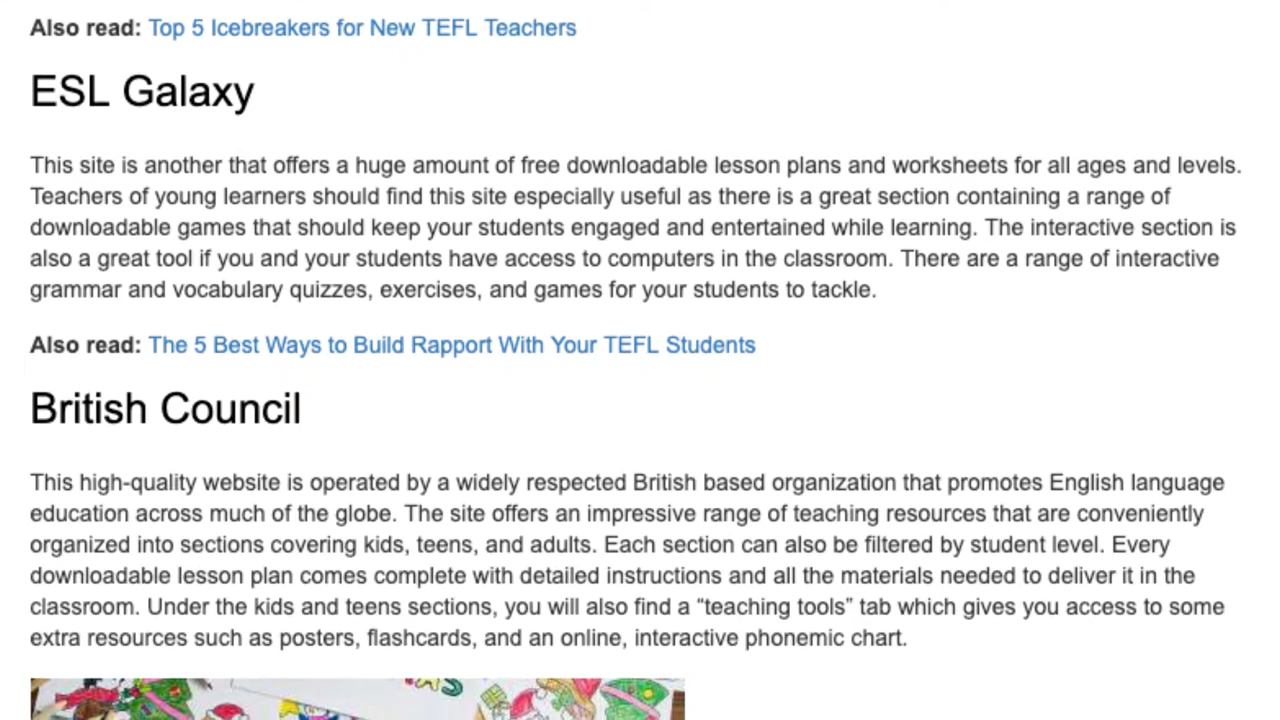 Also read: Top 5 Icebreakers for New TEFL Teachers
ESL Galaxy
This site is another that offers a huge amount of free downloadable lesson plans and worksheets for all ages and levels.
Teachers of young learners should find this site especially useful as there is a great section containing a range of
downloadable games that should keep your students engaged and entertained while learning. The interactive section is
also a great tool if you and your students have access to computers in the classroom. There are a range of interactive
grammar and vocabulary quizzes, exercises, and games for your students to tackle.
Also read: The 5 Best Ways to Build Rapport With Your TEFL Students
British Council
This high-quality website is operated by a widely respected British based organization that promotes English language
education across much of the globe. The site offers an impressive range of teaching resources that are conveniently
organized into sections covering kids, teens, and adults. Each section can also be filtered by student level. Every
downloadable lesson plan comes complete with detailed instructions and all the materials needed to deliver it in the
classroom. Under the kids and teens sections, you will also find a “teaching tools” tab which gives you access to some
extra resources such as posters, flashcards, and an online, interactive phonemic chart.